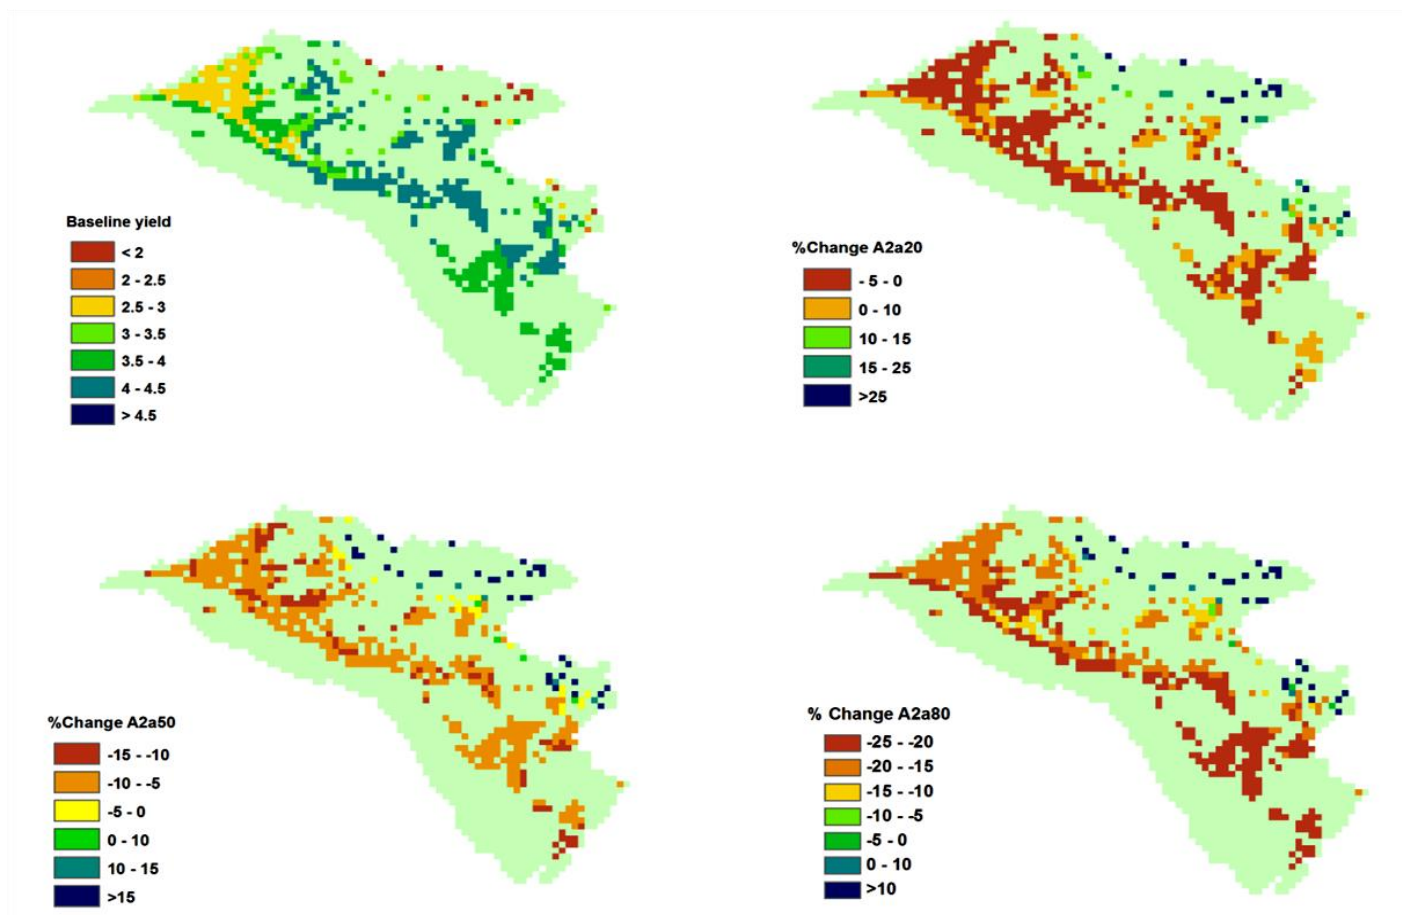 Baseline yield
< 2
2 - 2.5
2.5 - 3
3 - 3.5
3.5 - 4
4 - 4.5
> 4.5
%Change A2a20
- 5 - 0
0 - 10
10 - 15
15 - 25
>25
%Change A2a50
-15 - -10
-10 - -5
-5 - 0
0 - 10
10 - 15
>15
% Change A2a80
-25 - -20
-20 - -15
-15 - -10
-10 - -5
-5 - 0
0 - 10
>10